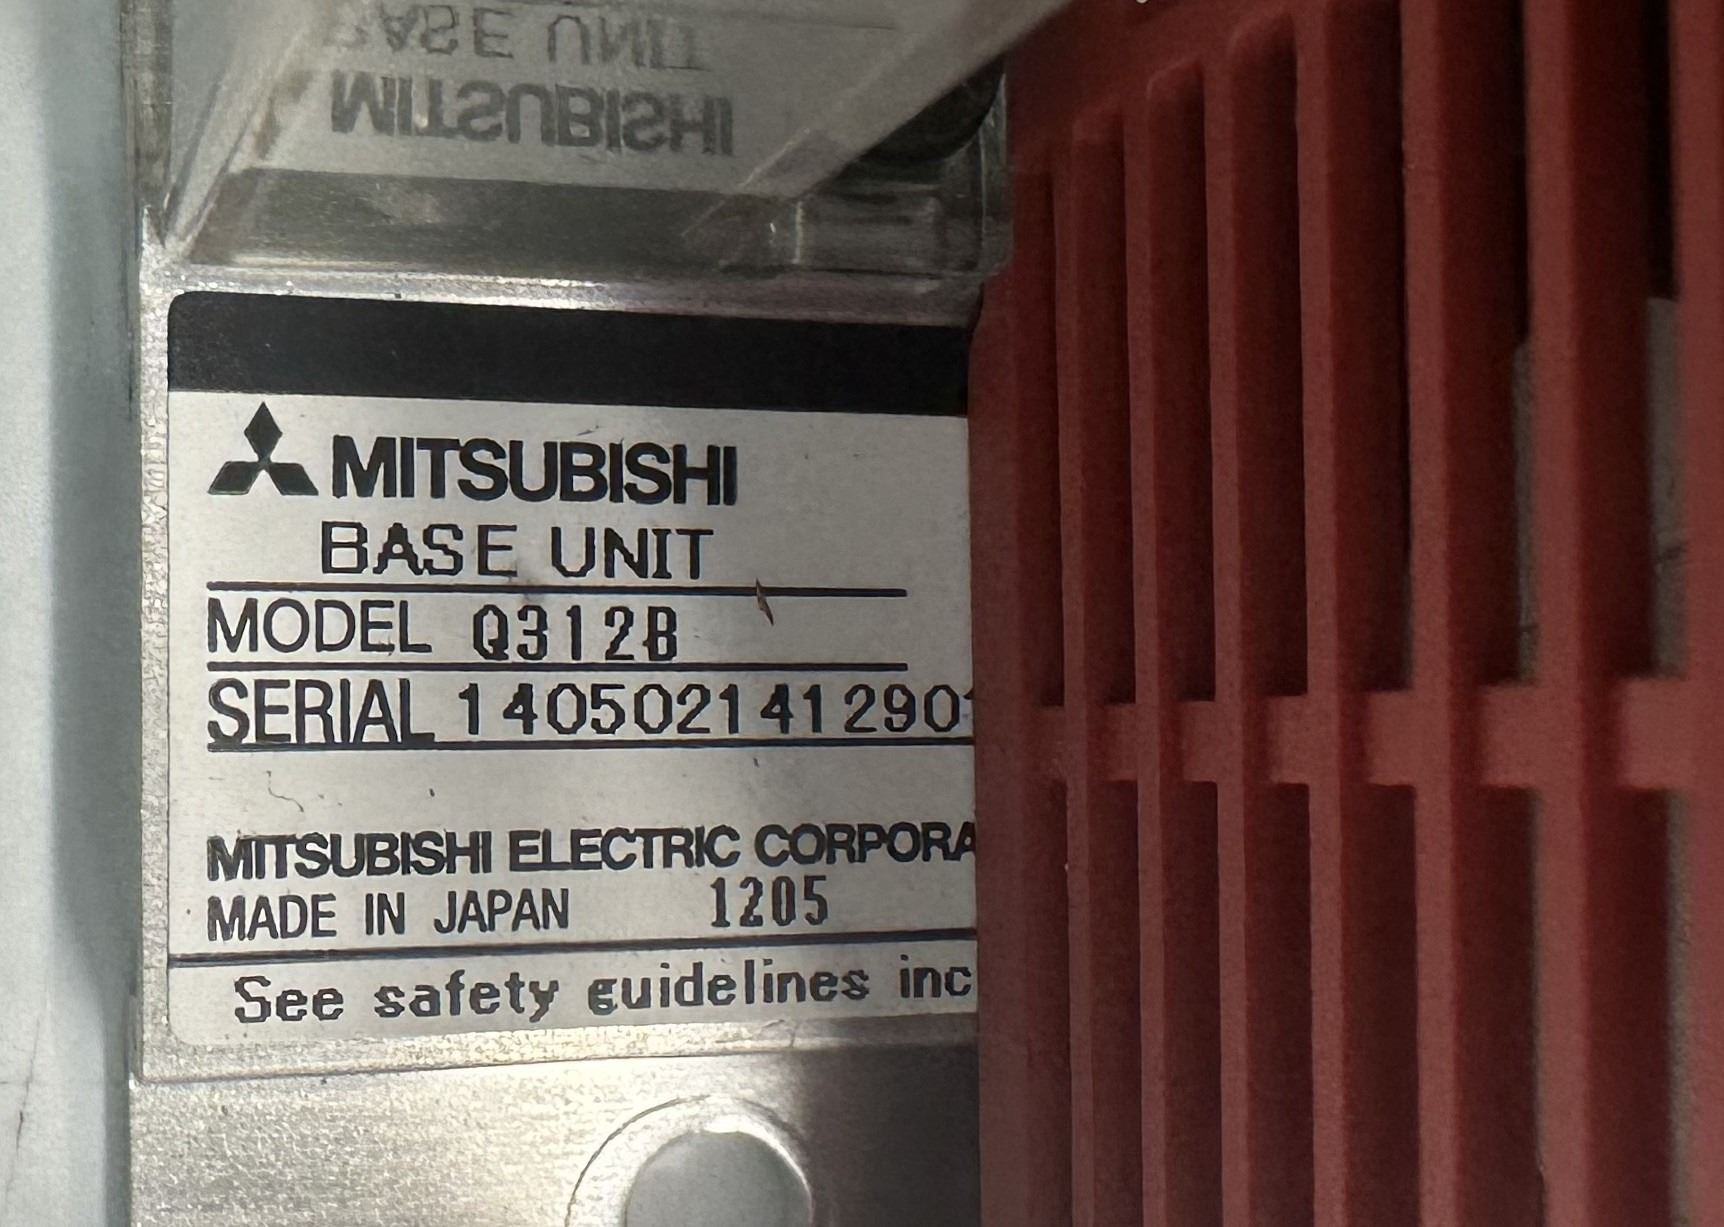 BASE UNIT
MITSUBISHI
MITSUBISHI
BASE UNIT
MODEL Q312B
SERIAL 140502141290
MITSUBISHI ELECTRIC CORPORA
MADE IN JAPAN 1205
See safety guidelines inc